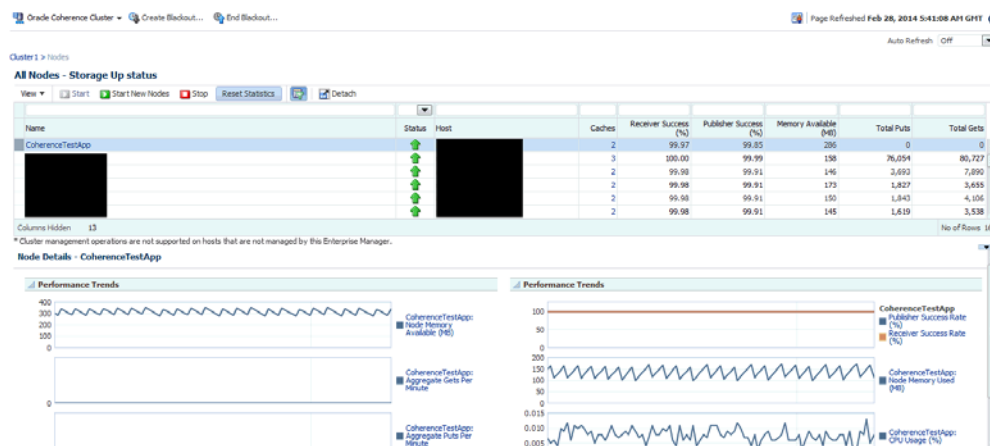 Oracle Coherence Cluster Create Blackout... End Blackout... Page Refreshed Feb 28, 2014 5:41:08 AM GMT
Auto Refresh Off
Cluster1 > Nodes
All Nodes - Storage Up status
View Start Start New Nodes Stop Reset Statistics Detach
Name Status Host Caches Receiver Success (%) Publisher Success (%) Memory Available (MB) Total Puts Total Gets
CoherenceTestApp 2 99.97 99.85 286 0 0
3 100.00 99.99 158 76,054 80,727
2 99.98 99.91 146 3,693 7,890
2 99.98 99.91 173 1,827 3,655
2 99.98 99.91 150 1,843 4,106
2 99.98 99.91 145 1,619 3,538
Columns Hidden 13 No of Rows 16
* Cluster management operations are not supported on hosts that are not managed by this Enterprise Manager.
Node Details - CoherenceTestApp
Performance Trends
400
300
200
100
0
CoherenceTestApp:
Node Memory
Available (MB)
0
CoherenceTestApp:
Aggregate Gets Per
Minute
CoherenceTestApp:
Aggregate Puts Per
Minute
Performance Trends
100
50
0
CoherenceTestApp
Publisher Success Rate
(%)
Receiver Success Rate
(%)
200
150
100
50
0
CoherenceTestApp:
Node Memory Used
(MB)
0.015
0.010
0.005
CoherenceTestApp:
CPU Usage (%)